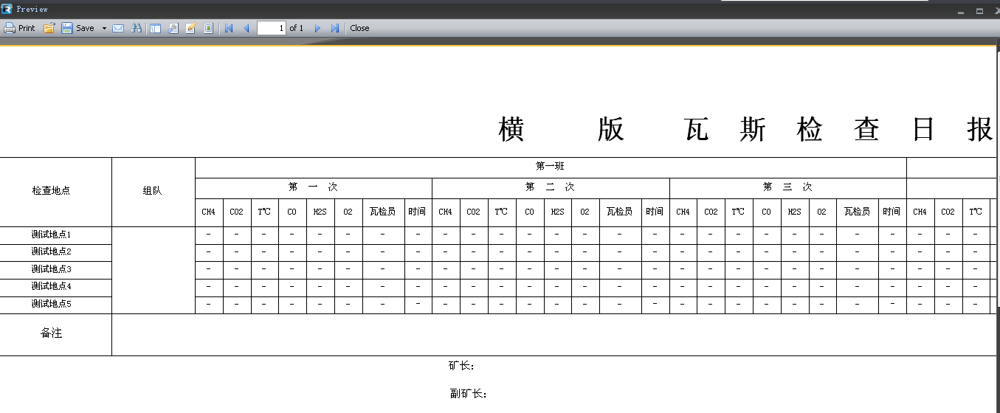 Preview
Print Save 1 of 1 Close
横 版 瓦 斯 检 查 日 报
检查地点 组队 第一班
第 一 次 第 二 次 第 三 次
CH4 CO2 T℃ CO H2S O2 瓦检员 时间 CH4 CO2 T℃ CO H2S O2 瓦检员 时间 CH4 CO2 T℃ CO H2S O2 瓦检员 时间 CH4 CO2 T℃
测试地点1 - - - - - - - - - - - - - - - - - - - - - - - - - - -
测试地点2 - - - - - - - - - - - - - - - - - - - - - - - - - - -
测试地点3 - - - - - - - - - - - - - - - - - - - - - - - - - - -
测试地点4 - - - - - - - - - - - - - - - - - - - - - - - - - - -
测试地点5 - - - - - - - - - - - - - - - - - - - - - - - - - - -
备注
矿长:
副矿长: